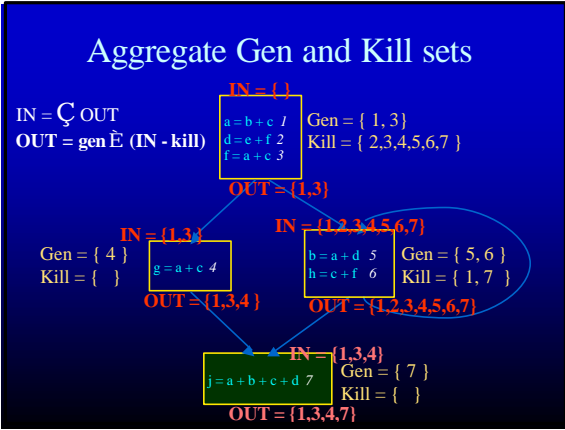 Aggregate Gen and Kill sets
IN = { }
IN = Ç OUT
OUT = gen È (IN - kill)
a = b + c 1
d = e + f 2
f = a + c 3
Gen = { 1, 3}
Kill = { 2,3,4,5,6,7 }
OUT = {1,3}
IN = {1,3 }
Gen = { 4 }
Kill = { }
g = a + c 4
OUT = {1,3,4 }
IN = {1,2,3,4,5,6,7}
b = a + d 5
h = c + f 6
Gen = { 5, 6 }
Kill = { 1, 7 }
OUT = {1,2,3,4,5,6,7}
IN = {1,3,4}
j = a + b + c + d 7
Gen = { 7 }
Kill = { }
OUT = {1,3,4,7}